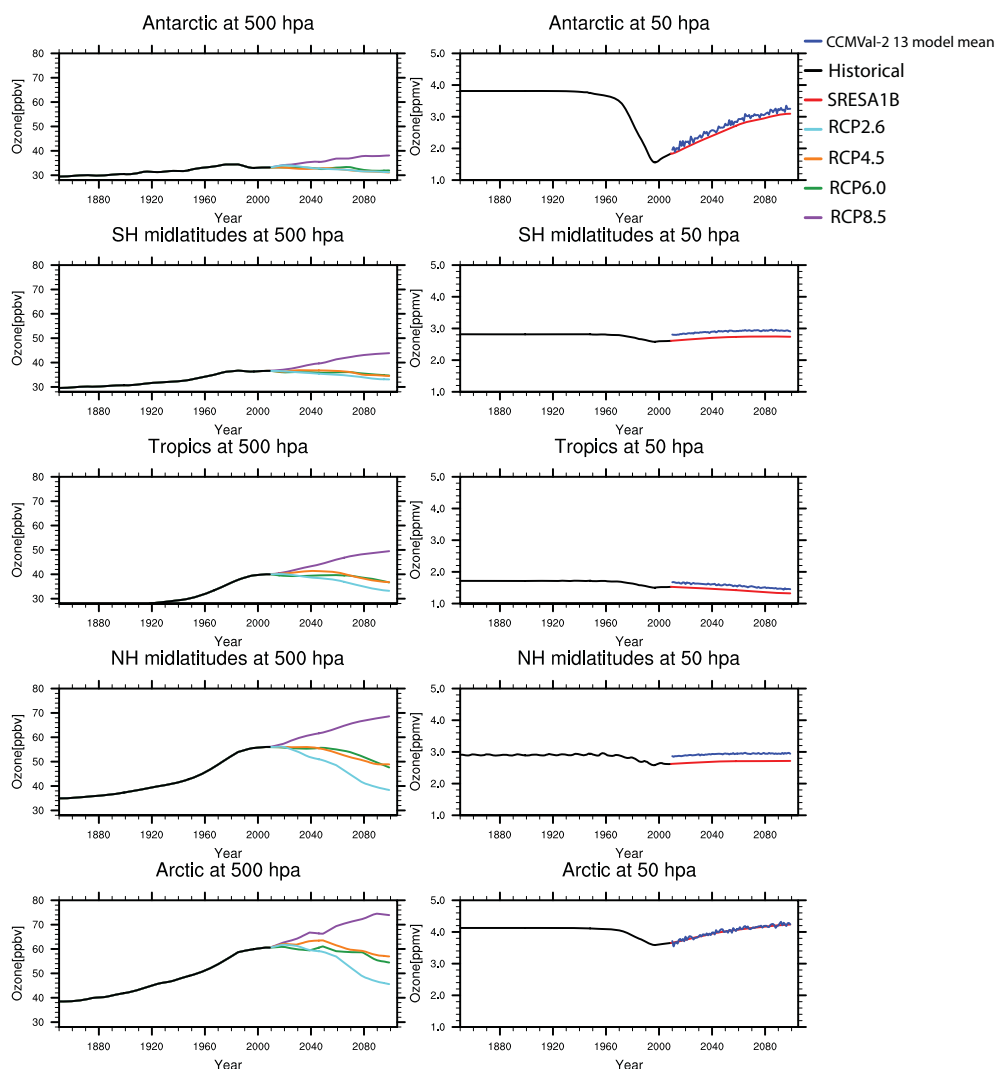 Antarctic at 500 hpa
Ozone[ppbv]
80
70
60
50
40
30
1880 1920 1960 2000 2040 2080
Year
Antarctic at 50 hpa
Ozone[ppmv]
5.0
4.0
3.0
2.0
1.0
1880 1920 1960 2000 2040 2080
Year
CCMVal-2 13 model mean
Historical
SRESA1B
RCP2.6
RCP4.5
RCP6.0
RCP8.5
SH midlatitudes at 500 hpa
Ozone[ppbv]
80
70
60
50
40
30
1880 1920 1960 2000 2040 2080
Year
SH midlatitudes at 50 hpa
Ozone[ppmv]
5.0
4.0
3.0
2.0
1.0
1880 1920 1960 2000 2040 2080
Year
Tropics at 500 hpa
Ozone[ppbv]
80
70
60
50
40
30
1880 1920 1960 2000 2040 2080
Year
Tropics at 50 hpa
Ozone[ppmv]
5.0
4.0
3.0
2.0
1.0
1880 1920 1960 2000 2040 2080
Year
NH midlatitudes at 500 hpa
Ozone[ppbv]
80
70
60
50
40
30
1880 1920 1960 2000 2040 2080
Year
NH midlatitudes at 50 hpa
Ozone[ppmv]
5.0
4.0
3.0
2.0
1.0
1880 1920 1960 2000 2040 2080
Year
Arctic at 500 hpa
Ozone[ppbv]
80
70
60
50
40
30
1880 1920 1960 2000 2040 2080
Year
Arctic at 50 hpa
Ozone[ppmv]
5.0
4.0
3.0
2.0
1.0
1880 1920 1960 2000 2040 2080
Year